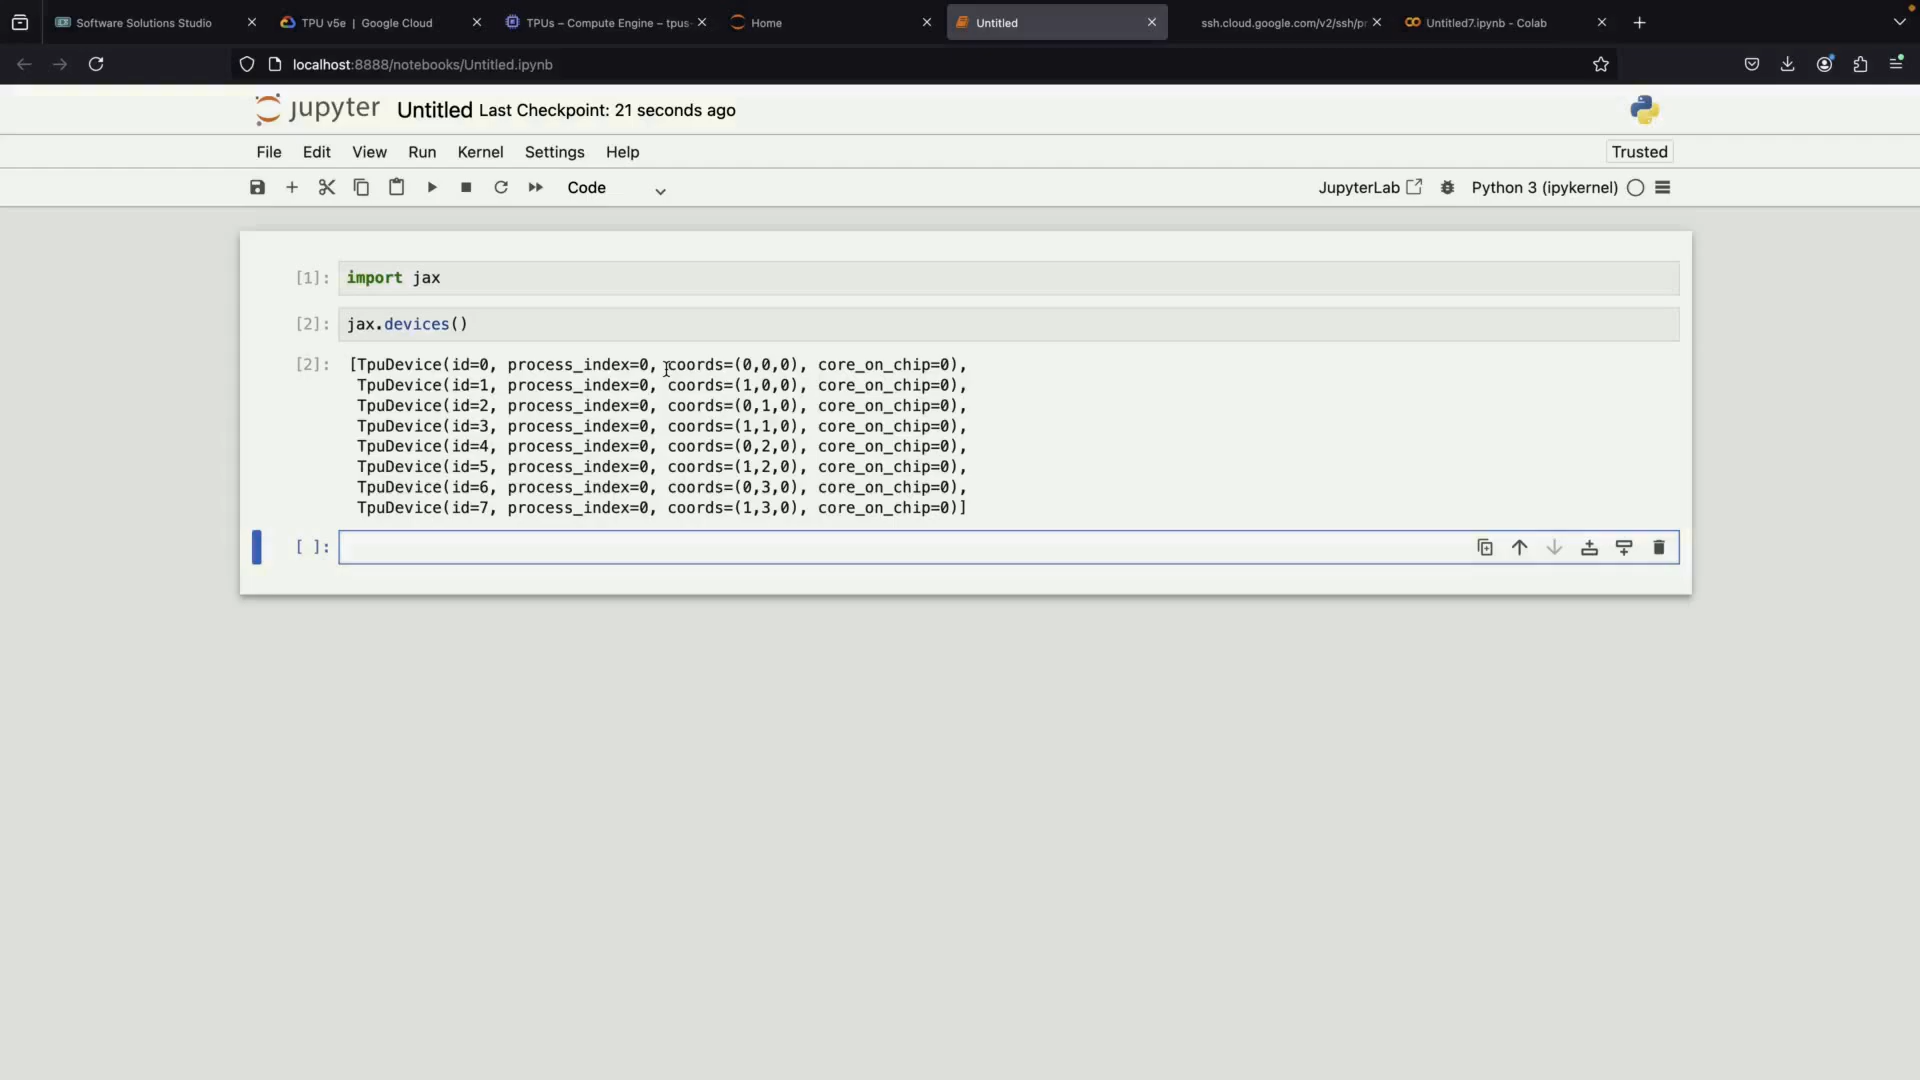 Software Solutions Studio
TPU v5e | Google Cloud
TPUs – Compute Engine – tpus-
Home
Untitled
ssh.cloud.google.com/v2/ssh/pr
Untitled7.ipynb - Colab
localhost:8888/notebooks/Untitled.ipynb
jupyter Untitled Last Checkpoint: 21 seconds ago
File Edit View Run Kernel Settings Help Trusted
Code JupyterLab Python 3 (ipykernel)
[1]: import jax
[2]: jax.devices()
[2]: [TpuDevice(id=0, process_index=0, coords=(0,0,0), core_on_chip=0),
TpuDevice(id=1, process_index=0, coords=(1,0,0), core_on_chip=0),
TpuDevice(id=2, process_index=0, coords=(0,1,0), core_on_chip=0),
TpuDevice(id=3, process_index=0, coords=(1,1,0), core_on_chip=0),
TpuDevice(id=4, process_index=0, coords=(0,2,0), core_on_chip=0),
TpuDevice(id=5, process_index=0, coords=(1,2,0), core_on_chip=0),
TpuDevice(id=6, process_index=0, coords=(0,3,0), core_on_chip=0),
TpuDevice(id=7, process_index=0, coords=(1,3,0), core_on_chip=0)]
[ ]: